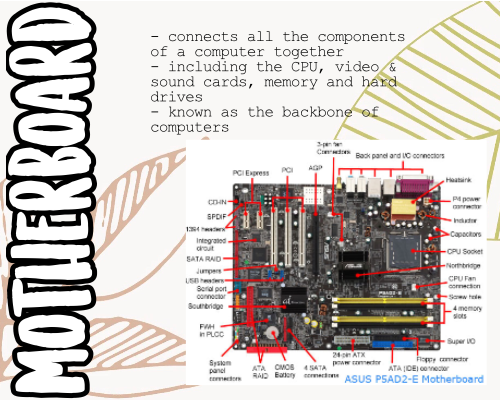 MOTHERBOARD
- connects all the components
of a computer together
- including the CPU, video &
sound cards, memory and hard
drives
- known as the backbone of
computers
3-pin fan
Connectors
Back panel and I/C connectors
PCI Express
PCI
AGP
Heatsink
CD-IN
P4 power
connector
SPDIF
1394 headers
Inductor
Integrated
circuit
Capacitors
SATA RAID
CPU Socket
Jumpers
Northbridge
USB headers
Serial port
connector
CPU Fan
connection
Southbridge
Screw hole
4 memory
slots
FWH
in PLCC
Super I/O
System
panel
connectors
ATA
RAID
CMOS
Battery
4 SATA
connections
24-pin ATX
power connector
Floppy connector
ATA (IDE) connector
ASUS P5AD2-E Motherboard